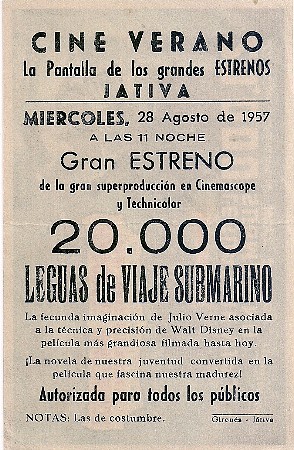 CINE VERANO
La Pantalla de los grandes ESTRENOS
JATIVA
MIERCOLES, 28 Agosto de 1957
A LAS 11 NOCHE
Gran ESTRENO
de la gran superproducción en Cinemascope
y Technicolor
20.000
LEGUAS de VIAJE SUBMARINO
La fecunda imaginación de Julio Verne asociada
a la técnica y precisión de Walt Disney en la
película más grandiosa filmada hasta hoy.
¡La novela de nuestra juventud convertida en la
película que fascina nuestra madurez!
Autorizada para todos los públicos
NOTAS: Las de costumbre.
Gironés - Játiva